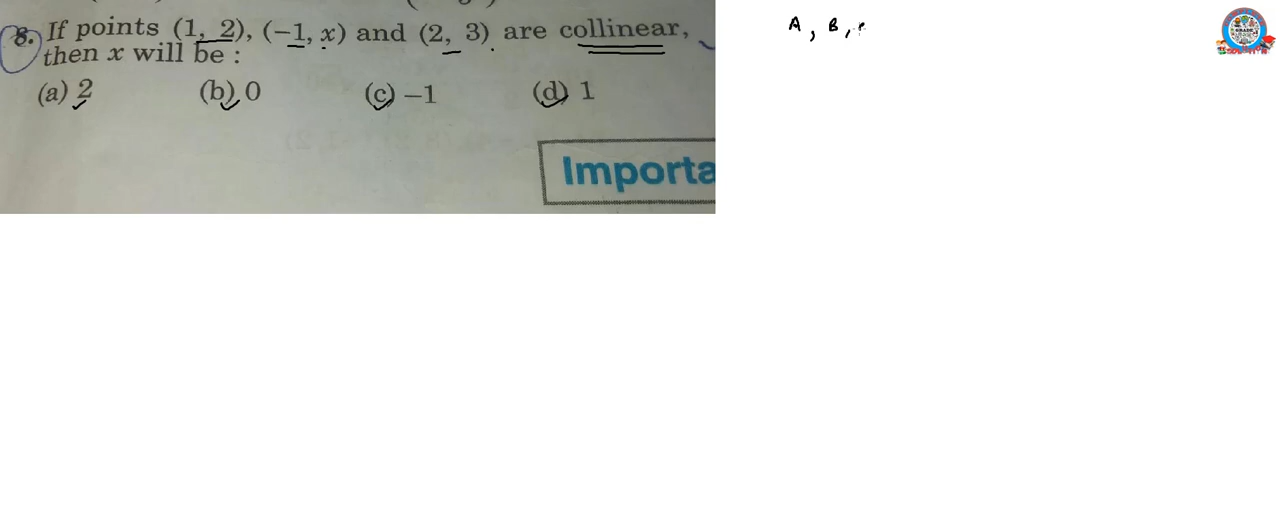 8. If points (1, 2), (−1, x) and (2, 3) are collinear,
then x will be :
(a) 2 (b) 0 (c) −1 (d) 1
Importa
A, B,